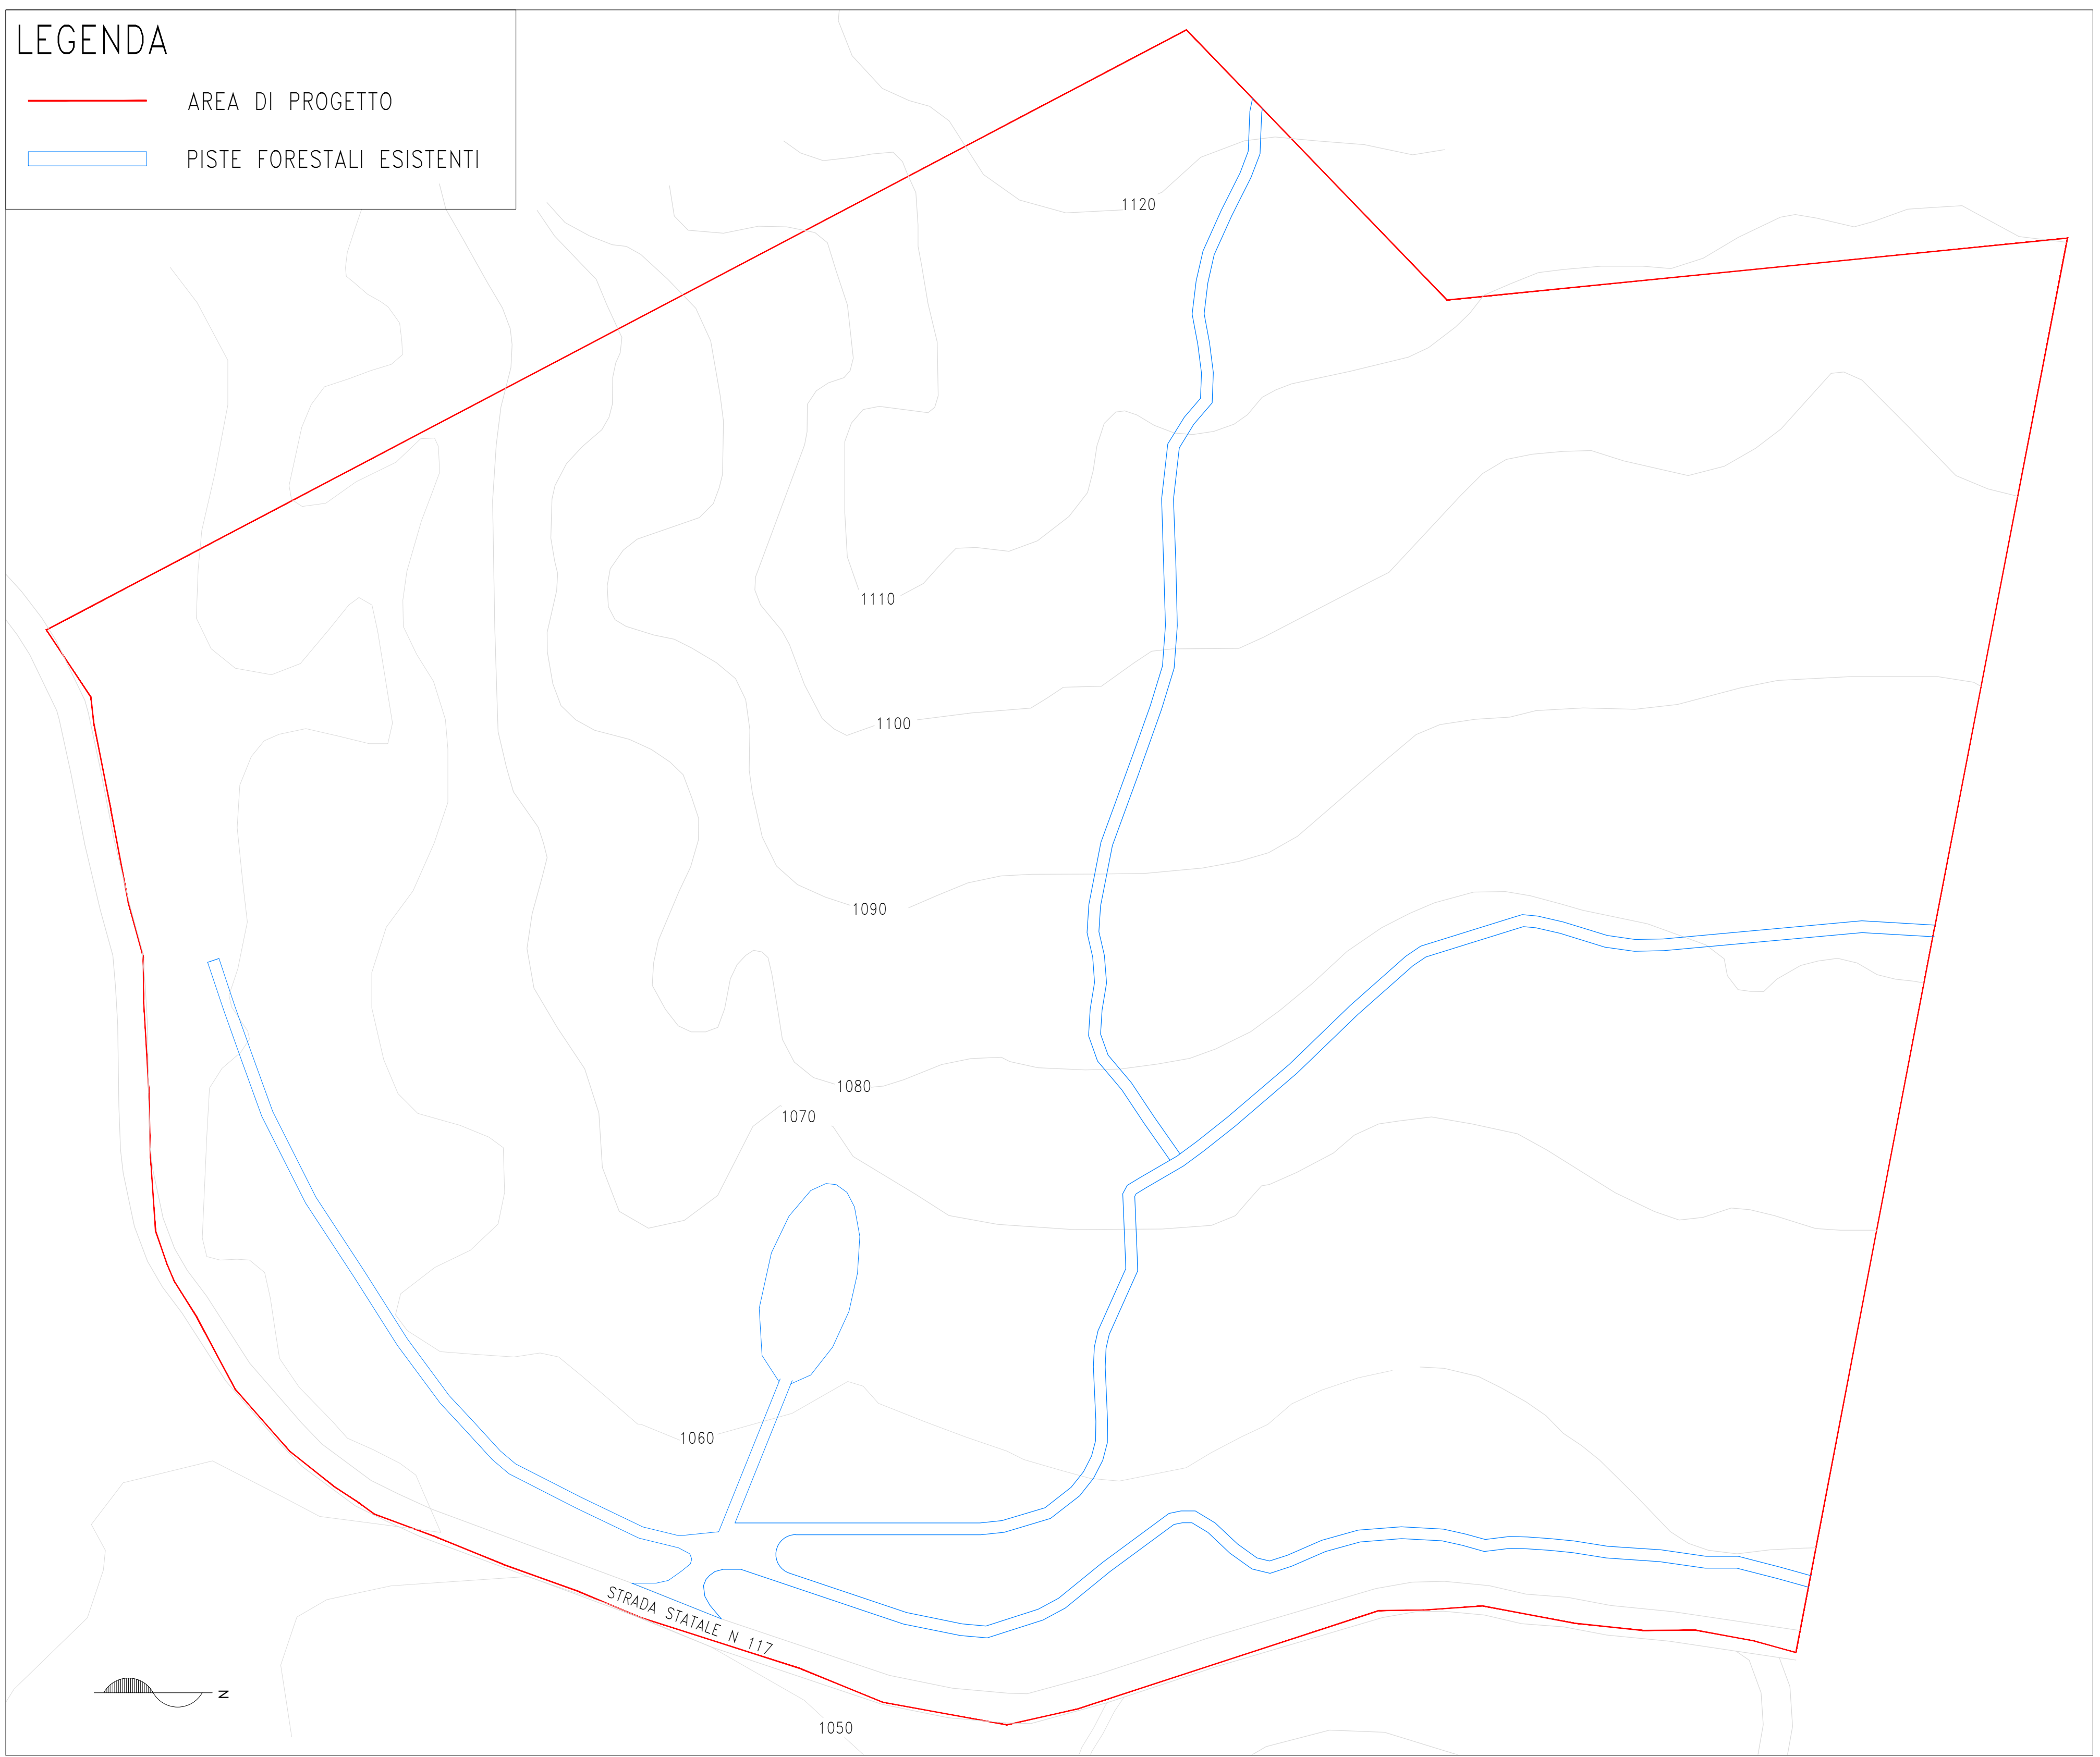 LEGENDA
AREA DI PROGETTO
PISTE FORESTALI ESISTENTI
1120
1110
1100
1090
1080
1070
1060
STRADA STATALE N 117
N
1050